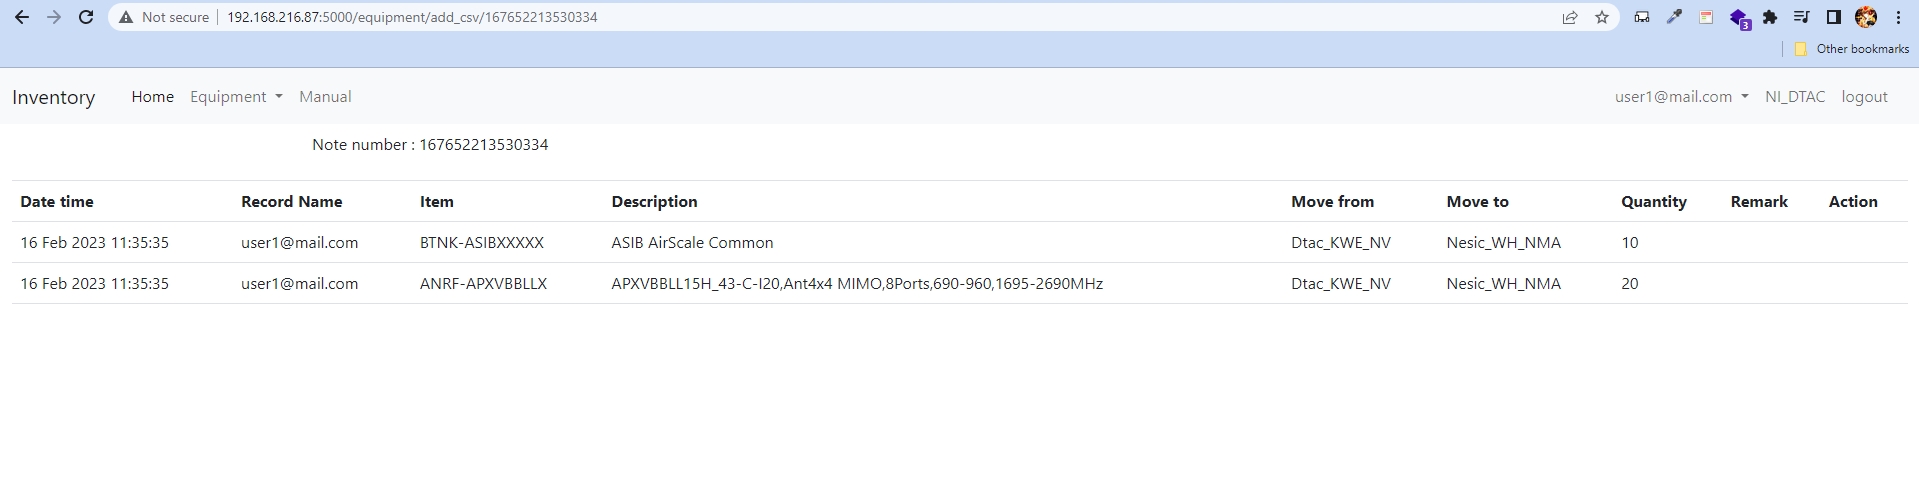 Not secure 192.168.216.87:5000/equipment/add_csv/167652213530334
3
Other bookmarks
Inventory Home Equipment Manual user1@mail.com NI_DTAC logout
Note number : 167652213530334
Date time Record Name Item Description Move from Move to Quantity Remark Action
16 Feb 2023 11:35:35 user1@mail.com BTNK-ASIBXXXXX ASIB AirScale Common Dtac_KWE_NV Nesic_WH_NMA 10
16 Feb 2023 11:35:35 user1@mail.com ANRF-APXVBBLLX APXVBBLL15H_43-C-I20,Ant4x4 MIMO,8Ports,690-960,1695-2690MHz Dtac_KWE_NV Nesic_WH_NMA 20